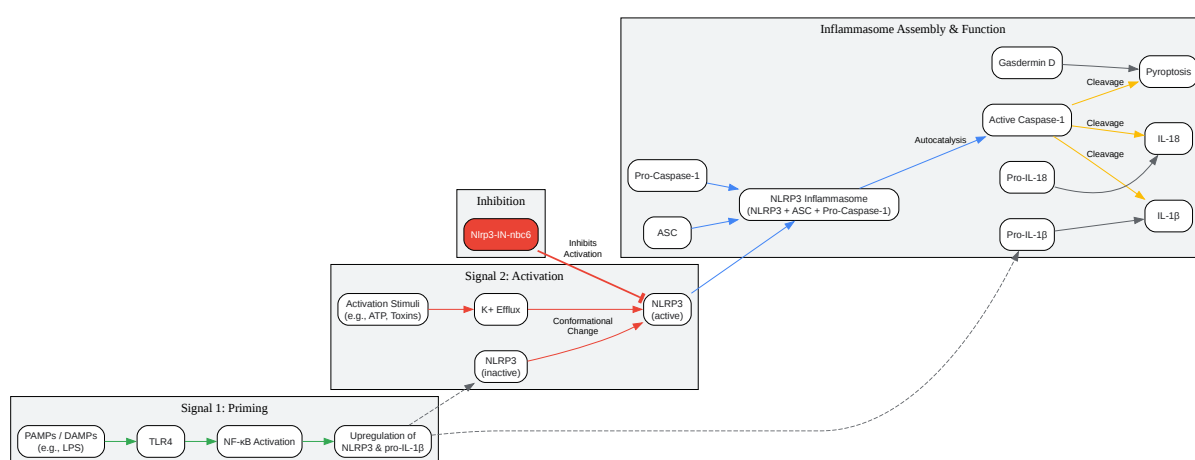 Inflammasome Assembly & Function
Gasdermin D
Pyroptosis
Cleavage
Active Caspase-1
Cleavage
IL-18
Autocatalysis
Cleavage
Pro-Caspase-1
Pro-IL-18
NLRP3 Inflammasome
(NLRP3 + ASC + Pro-Caspase-1)
IL-1β
ASC
Pro-IL-1β
Inhibition
Nlrp3-IN-nbc6
Inhibits
Activation
Signal 2: Activation
Activation Stimuli
(e.g., ATP, Toxins)
K+ Efflux
NLRP3
(active)
Conformational
Change
NLRP3
(inactive)
Signal 1: Priming
PAMPs / DAMPs
(e.g., LPS)
TLR4
NF-κB Activation
Upregulation of
NLRP3 & pro-IL-1β